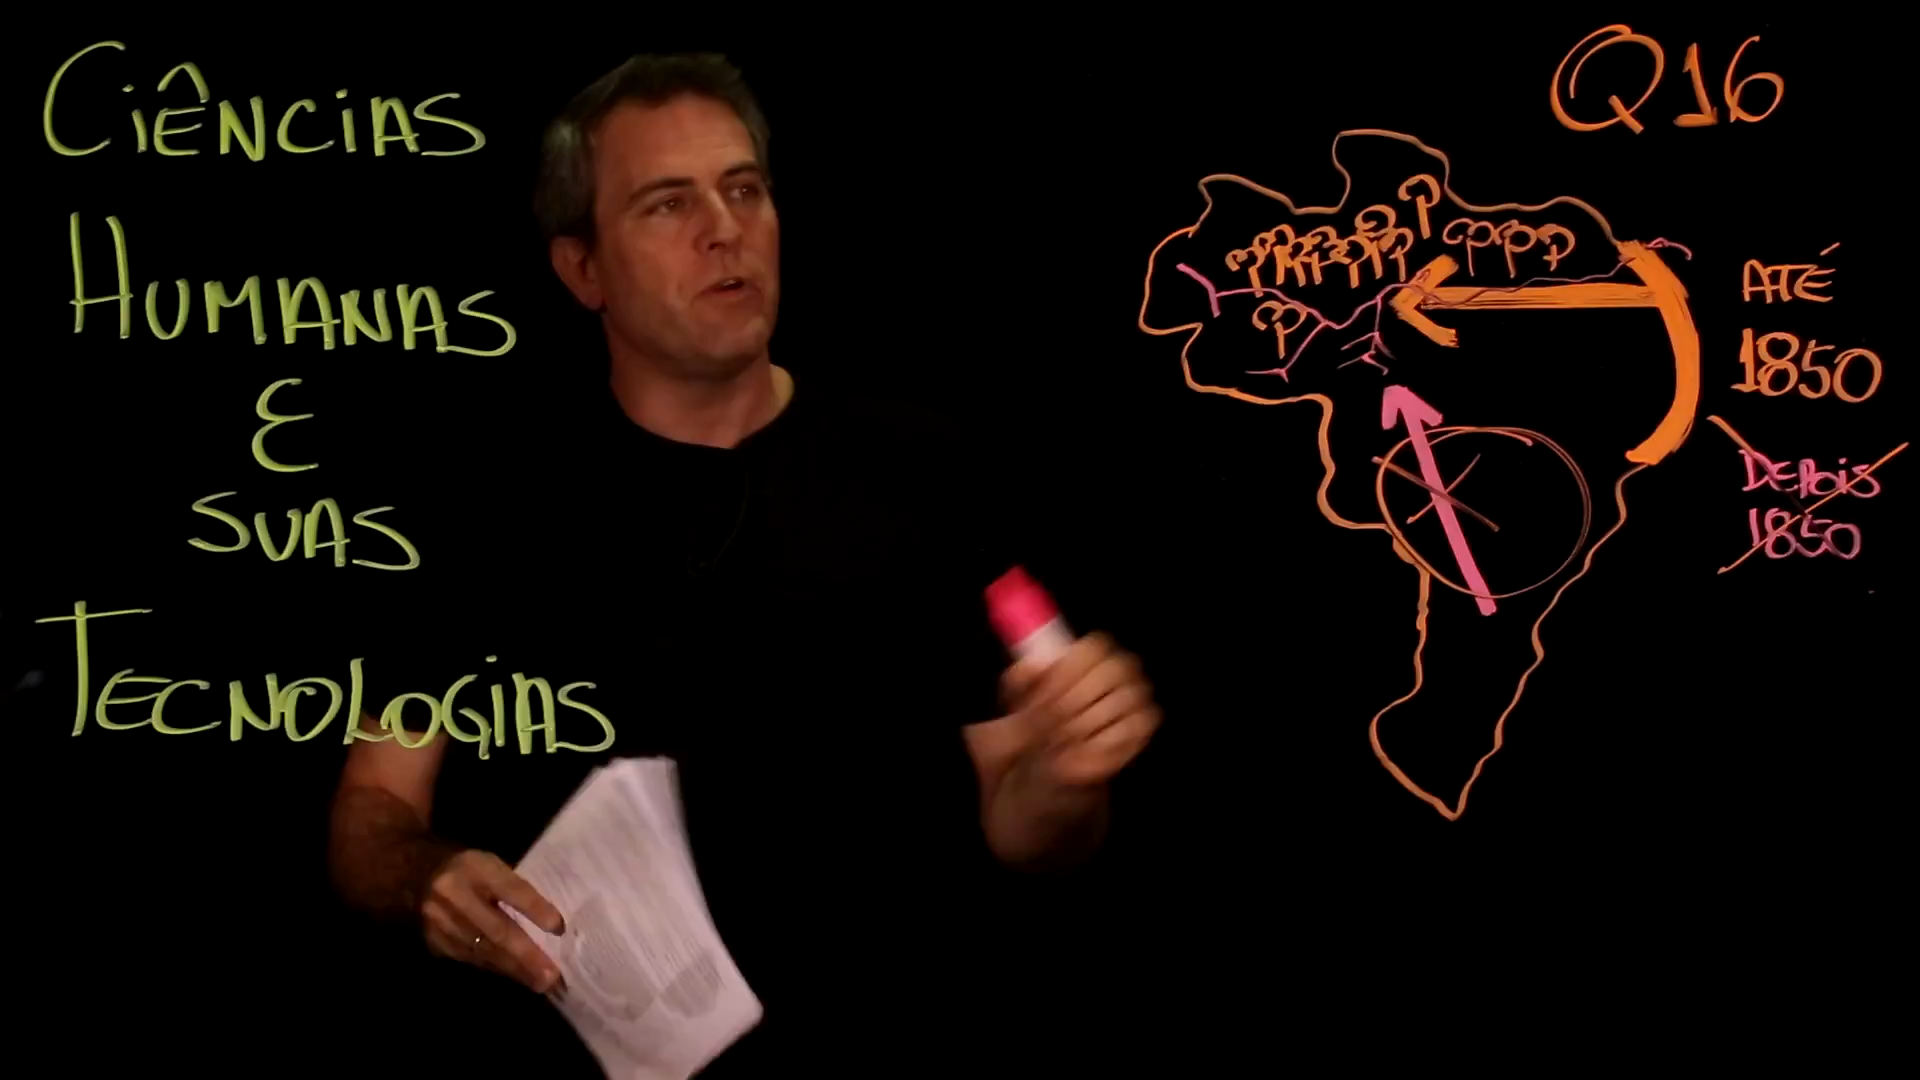 Ciências
Humanas
E
suas
Tecnologias
Q16
Até
1850
Depois
1850